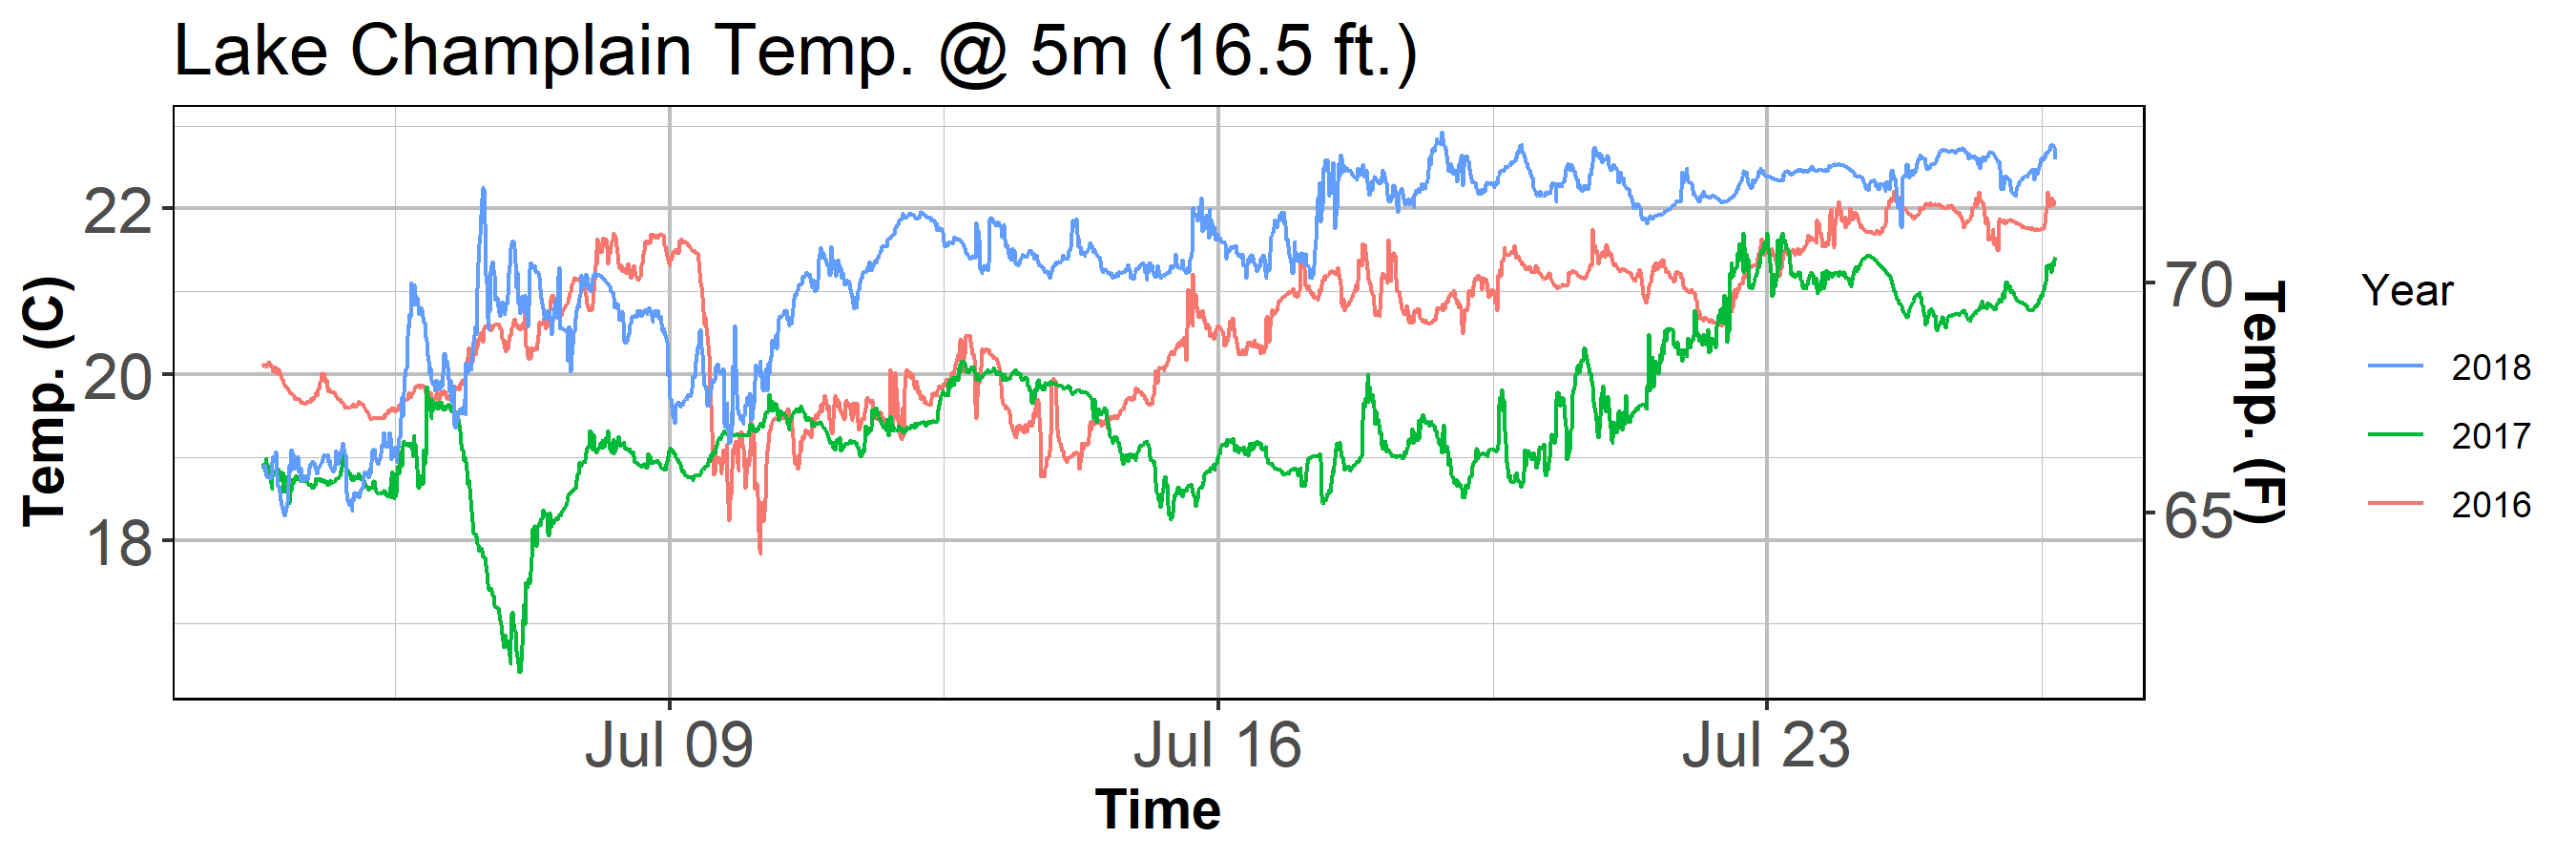 Lake Champlain Temp. @ 5m (16.5 ft.)
Temp. (C)
22
20
18
70
65
Temp. (F)
Jul 09
Jul 16
Jul 23
Time
Year
2018
2017
2016